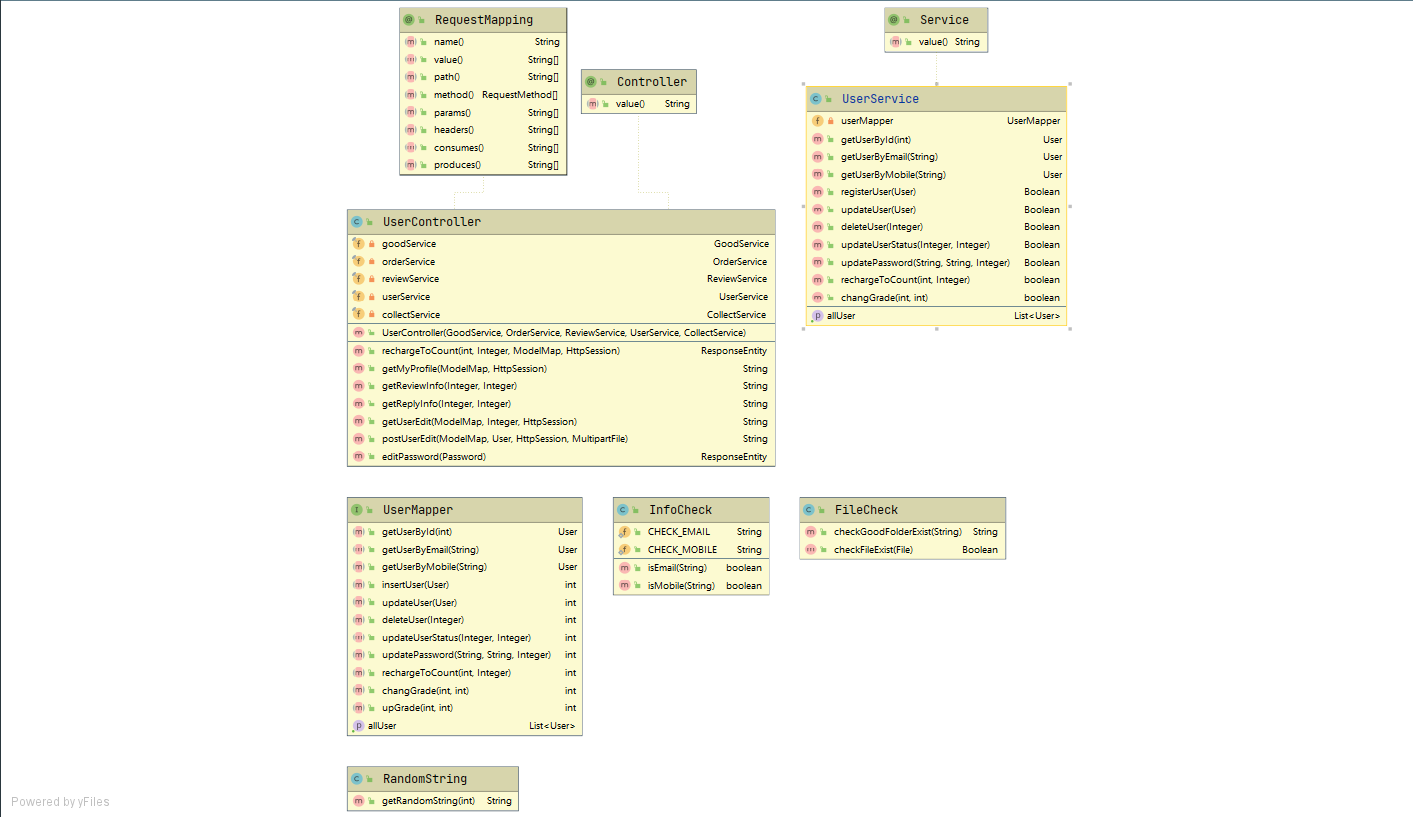 RequestMapping
name() String
value() String[]
path() String[]
method() RequestMethod[]
params() String[]
headers() String[]
consumes() String[]
produces() String[]
Controller
value() String
Service
value() String
UserService
userMapper UserMapper
getUserById(int) User
getUserByEmail(String) User
getUserByMobile(String) User
registerUser(User) Boolean
updateUser(User) Boolean
deleteUser(Integer) Boolean
updateUserStatus(Integer, Integer) Boolean
updatePassword(String, String, Integer) Boolean
rechargeToCount(int, Integer) boolean
changGrade(int, int) boolean
allUser List<User>
UserController
goodService GoodService
orderService OrderService
reviewService ReviewService
userService UserService
collectService CollectService
UserController(GoodService, OrderService, ReviewService, UserService, CollectService)
rechargeToCount(int, Integer, ModelMap, HttpSession) ResponseEntity
getMyProfile(ModelMap, HttpSession) String
getReviewInfo(Integer, Integer) String
getReplyInfo(Integer, Integer) String
getUserEdit(ModelMap, Integer, HttpSession) String
postUserEdit(ModelMap, User, HttpSession, MultipartFile) String
editPassword(Password) ResponseEntity
UserMapper
getUserById(int) User
getUserByEmail(String) User
getUserByMobile(String) User
insertUser(User) int
updateUser(User) int
deleteUser(Integer) int
updateUserStatus(Integer, Integer) int
updatePassword(String, String, Integer) int
rechargeToCount(int, Integer) int
changGrade(int, int) int
upGrade(int, int) int
allUser List<User>
InfoCheck
CHECK_EMAIL String
CHECK_MOBILE String
isEmail(String) boolean
isMobile(String) boolean
FileCheck
checkGoodFolderExist(String) String
checkFileExist(File) Boolean
RandomString
getRandomString(int) String
Powered by yFiles